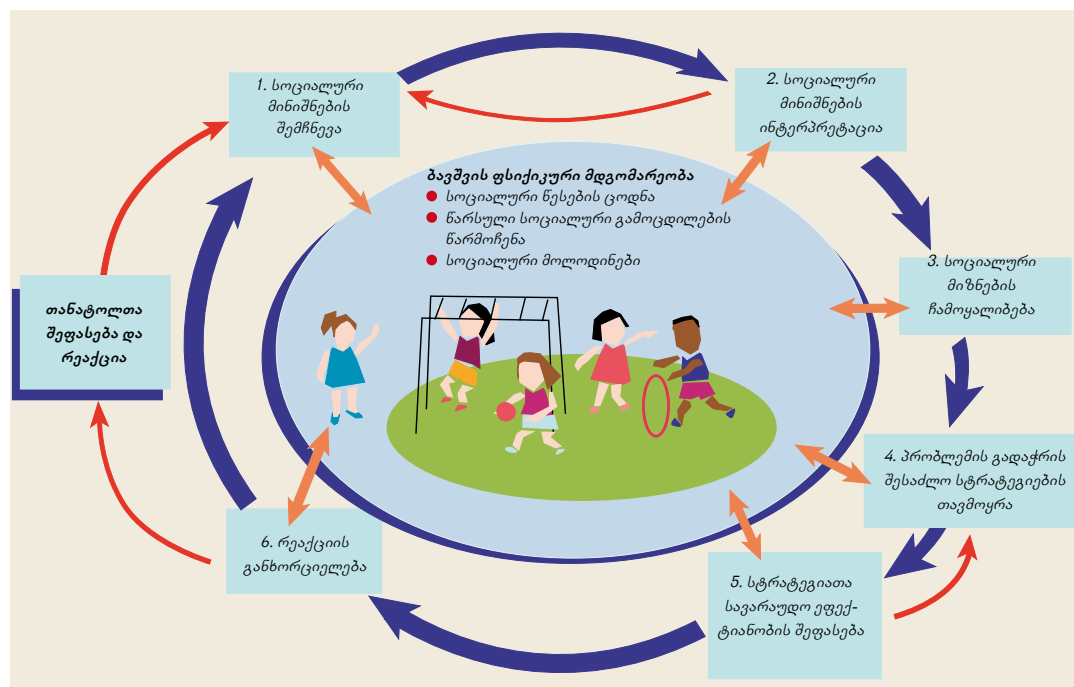 1. სოციალური
მინიშნების
შემჩნევა
2. სოციალური
მინიშნების
ინტერპრეტაცია
ბავშვის ფსიქიკური მდგომარეობა
სოციალური წესების ცოდნა
წარსული სოციალური გამოცდილების
წარმოჩენა
სოციალური მოლოდინები
3. სოციალური
მიზნების
ჩამოყალიბება
თანატოლთა
შეფასება და
რეაქცია
4. პრობლემის გადაჭრის
შესაძლო სტრატეგიების
თავმოყრა
5. სტრატეგიათა
სავარაუდო ეფექ-
ტიანობის შეფასება
6. რეაქციის
განხორციელება